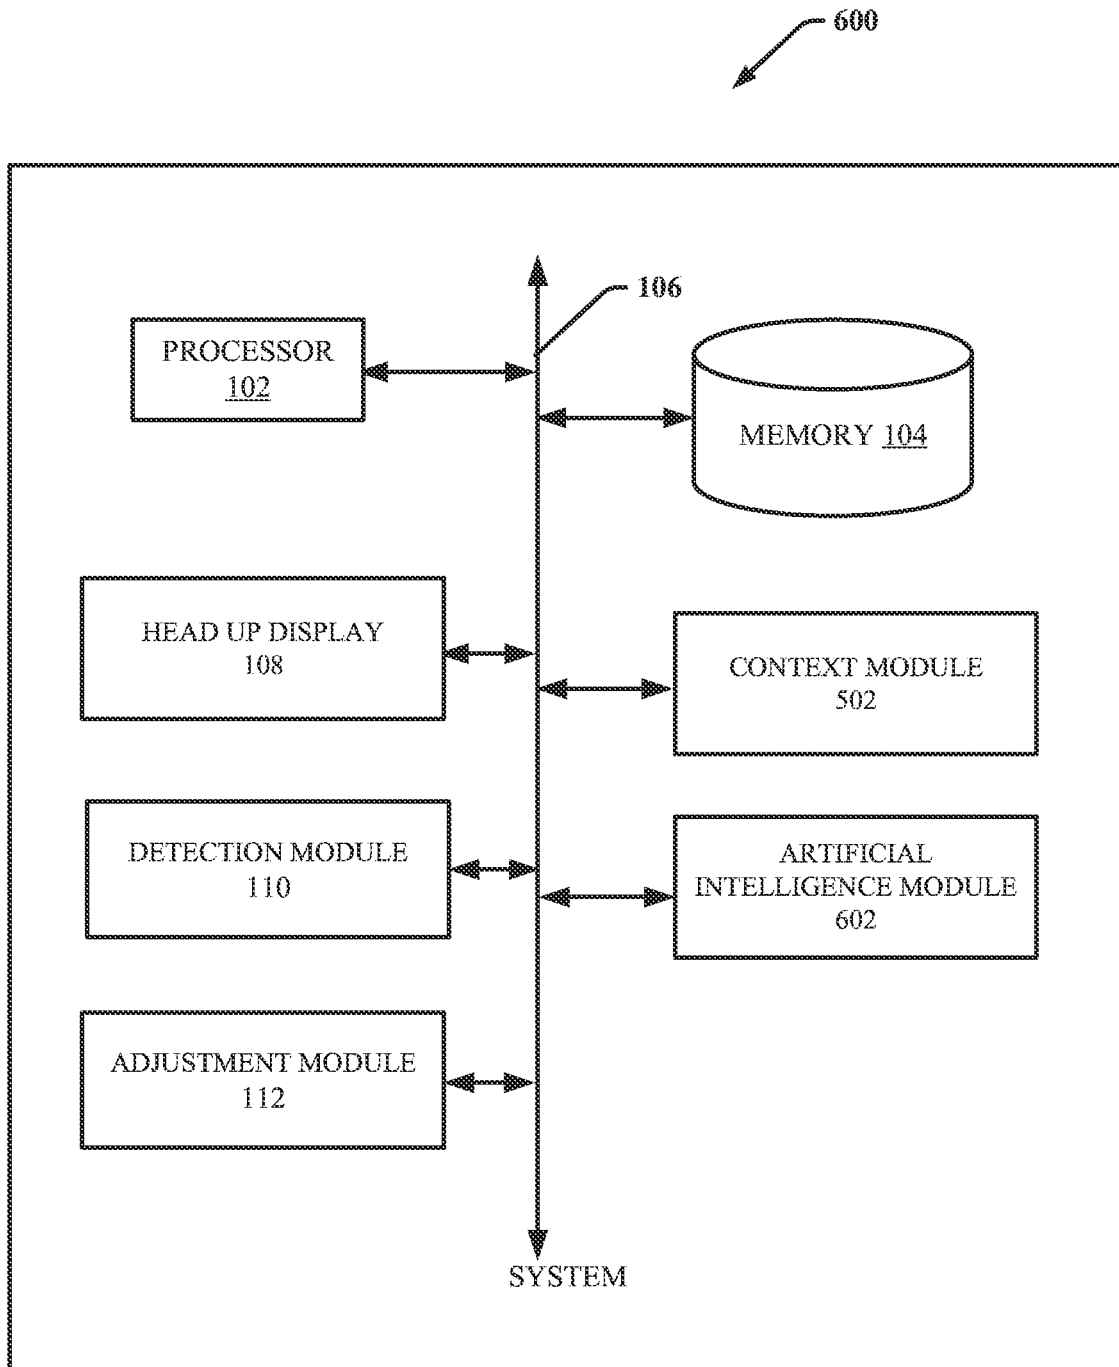 600
106
PROCESSOR
102
MEMORY 104
HEAD UP DISPLAY
108
CONTEXT MODULE
502
DETECTION MODULE
110
ARTIFICIAL
INTELLIGENCE MODULE
602
ADJUSTMENT MODULE
112
SYSTEM